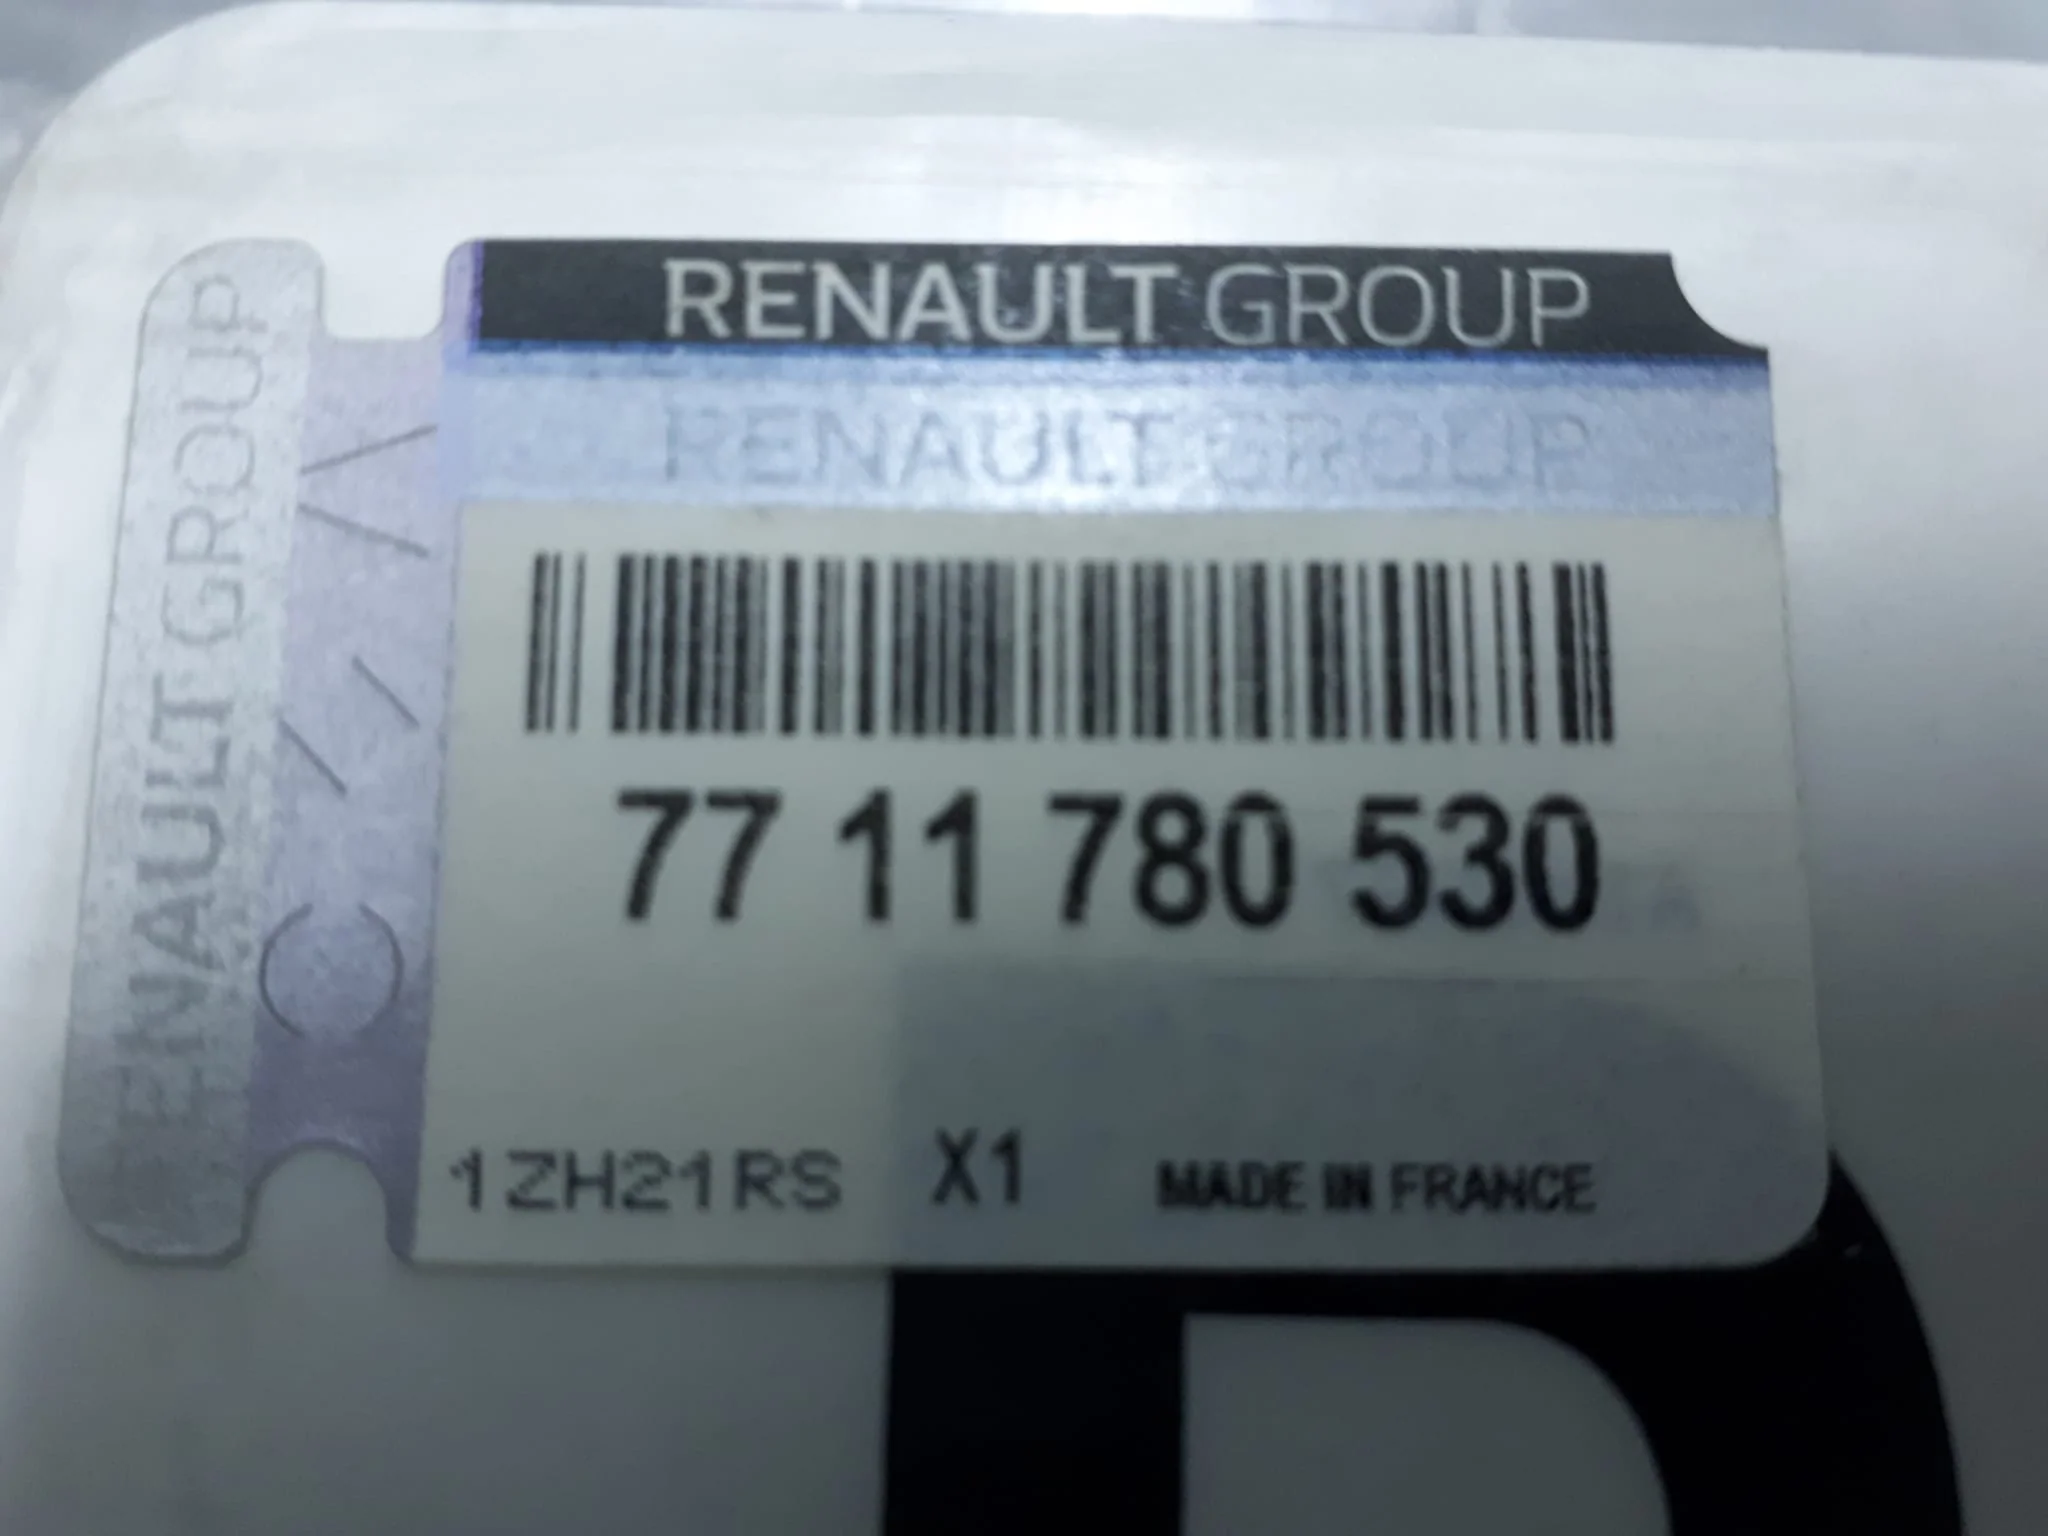 RENAULT GROUP
RENAULT GROUP
RENAULT GROUP
77 11 780 530
1ZH21RS X1 MADE IN FRANCE